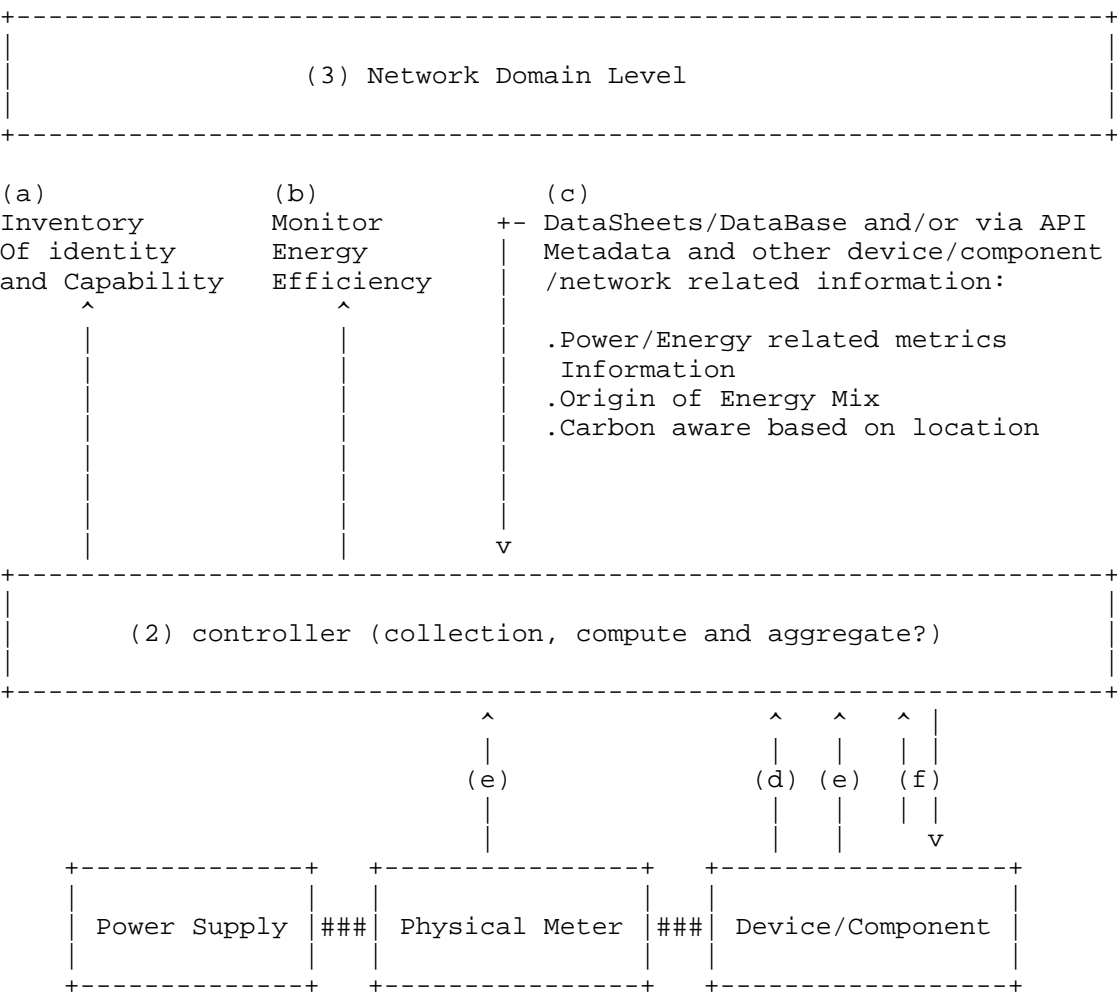 (3) Network Domain Level
(a) (b) (c)
Inventory Monitor +- DataSheets/DataBase and/or via API
Of identity Energy | Metadata and other device/component
and Capability Efficiency | /network related information:
.Power/Energy related metrics
Information
.Origin of Energy Mix
.Carbon aware based on location
v
(2) controller (collection, compute and aggregate?)
(e) (d) (e) (f)
v
Power Supply |###| Physical Meter |###| Device/Component